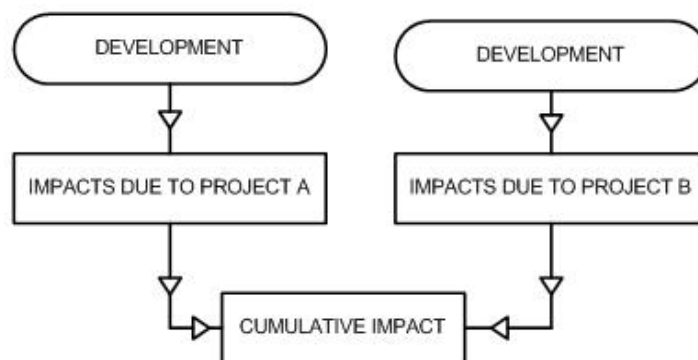 DEVELOPMENT
DEVELOPMENT
IMPACTS DUE TO PROJECT A
IMPACTS DUE TO PROJECT B
CUMULATIVE IMPACT